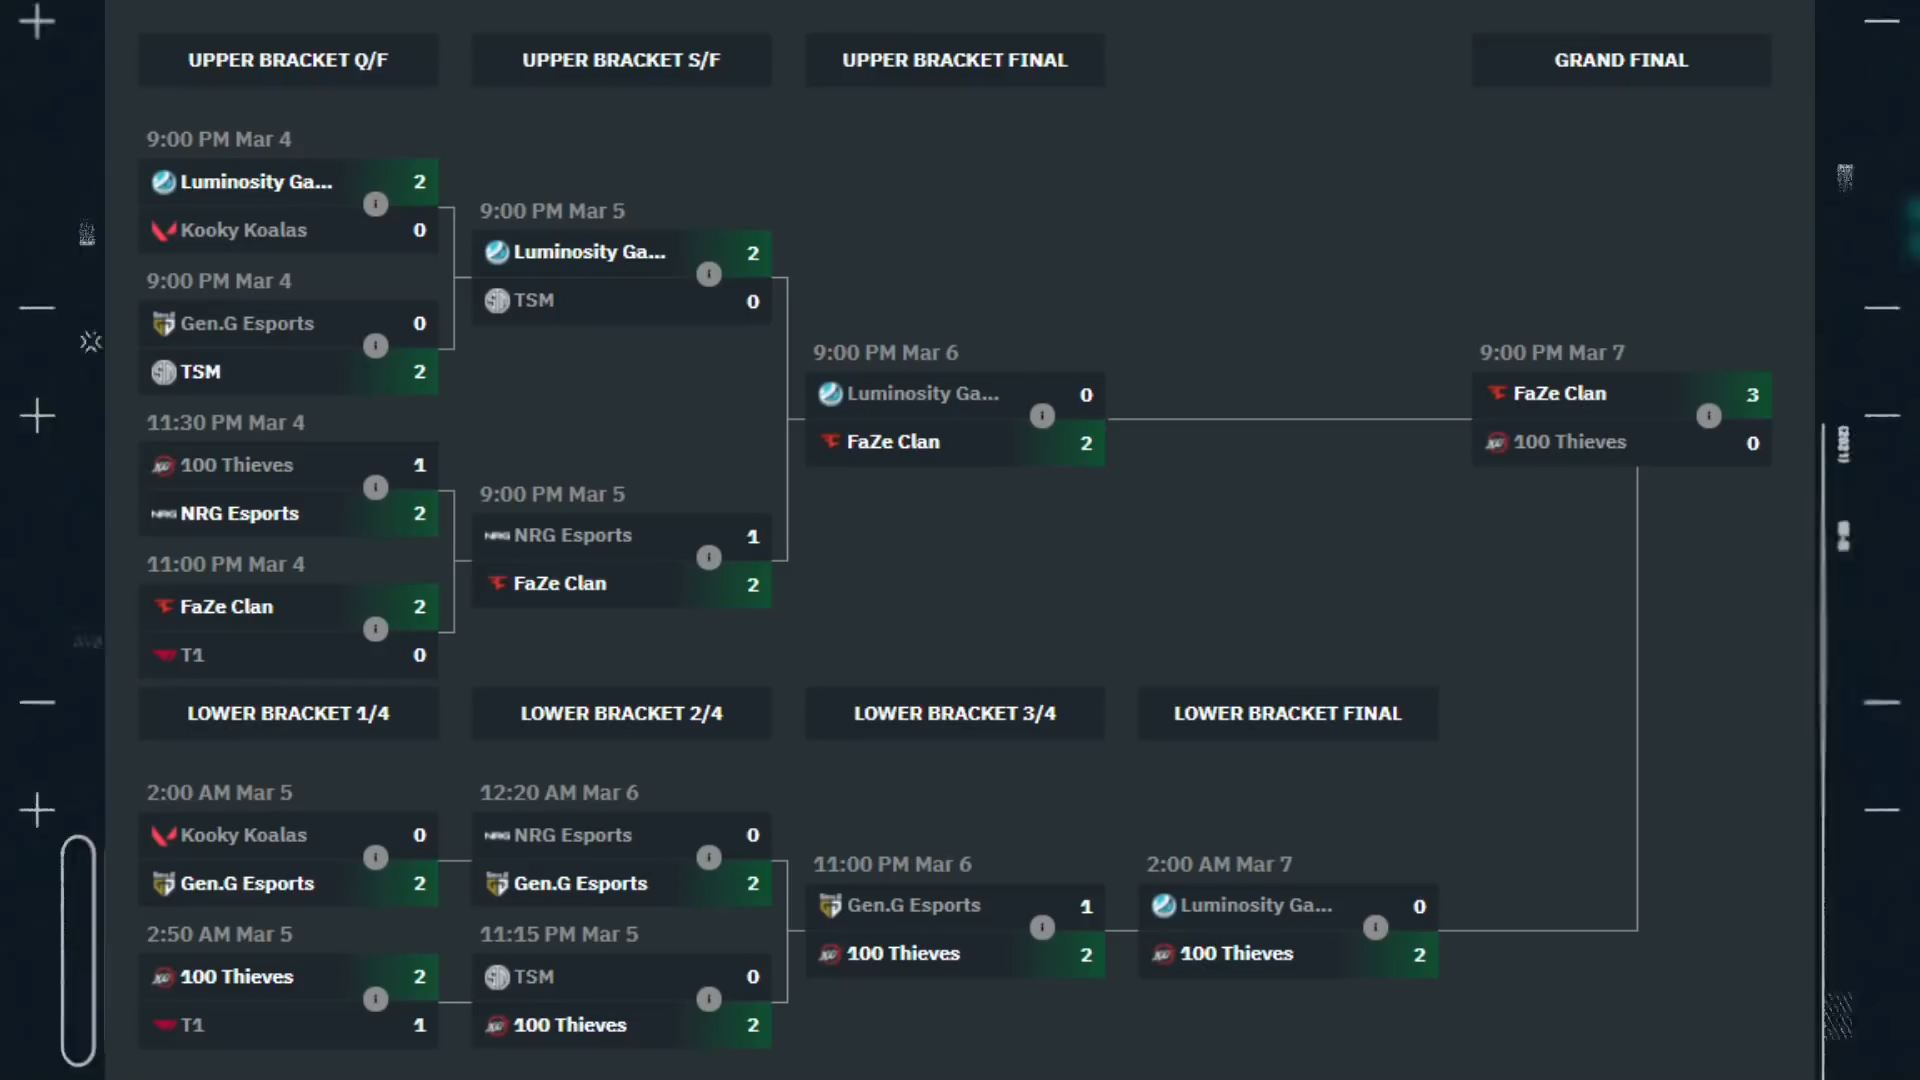 UPPER BRACKET Q/F
UPPER BRACKET S/F
UPPER BRACKET FINAL
GRAND FINAL
9:00 PM Mar 4
Luminosity Ga... 2
Kooky Koalas 0
9:00 PM Mar 4
Gen.G Esports 0
TSM 2
11:30 PM Mar 4
100 Thieves 1
NRG Esports 2
11:00 PM Mar 4
FaZe Clan 2
T1 0
9:00 PM Mar 5
Luminosity Ga... 2
TSM 0
9:00 PM Mar 5
NRG Esports 1
FaZe Clan 2
9:00 PM Mar 6
Luminosity Ga... 0
FaZe Clan 2
9:00 PM Mar 7
FaZe Clan 3
100 Thieves 0
LOWER BRACKET 1/4
LOWER BRACKET 2/4
LOWER BRACKET 3/4
LOWER BRACKET FINAL
2:00 AM Mar 5
Kooky Koalas 0
Gen.G Esports 2
2:50 AM Mar 5
100 Thieves 2
T1 1
12:20 AM Mar 6
NRG Esports 0
Gen.G Esports 2
11:15 PM Mar 5
TSM 0
100 Thieves 2
11:00 PM Mar 6
Gen.G Esports 1
100 Thieves 2
2:00 AM Mar 7
Luminosity Ga... 0
100 Thieves 2